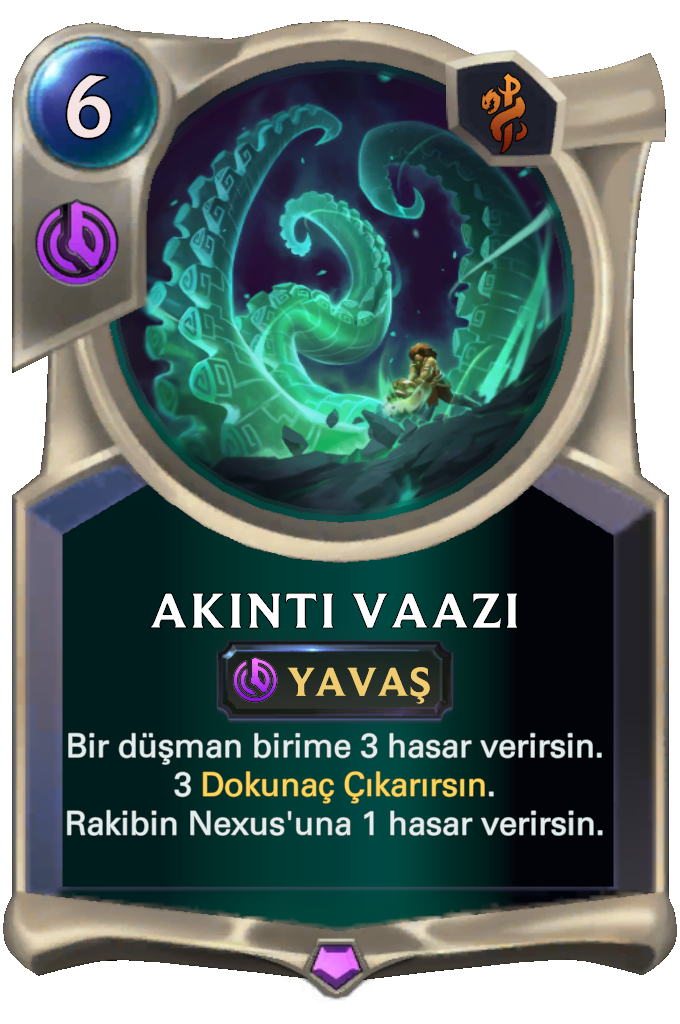 6
AKINTI VAAZI
YAVAŞ
Bir düşman birime 3 hasar verirsin.
3 Dokunaç Çıkarırsın.
Rakibin Nexus'una 1 hasar verirsin.